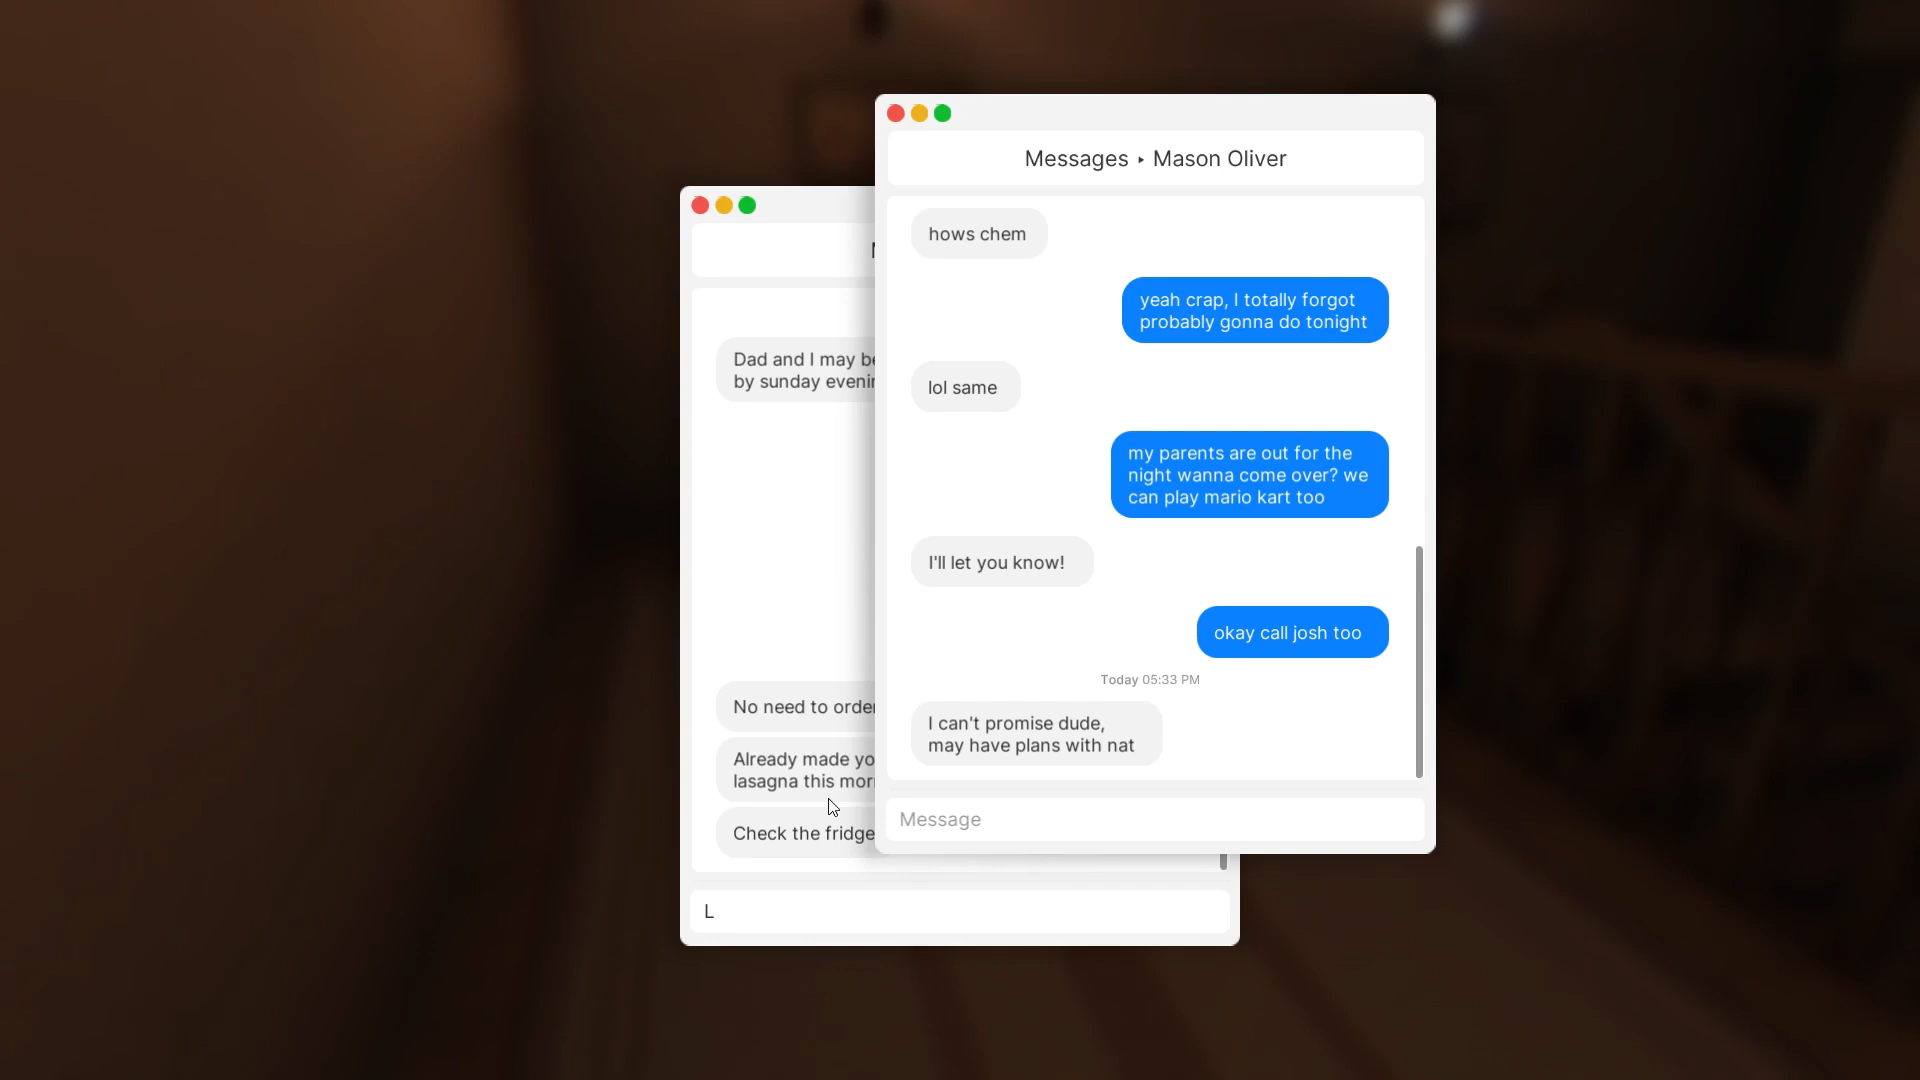 Messages ▸ Mason Oliver
hows chem
yeah crap, I totally forgot
probably gonna do tonight
lol same
my parents are out for the
night wanna come over? we
can play mario kart too
I'll let you know!
okay call josh too
Today 05:33 PM
I can't promise dude,
may have plans with nat
Message
Dad and I may
by sunday
No need to
Already made
lasagna this
Check the fridge
L